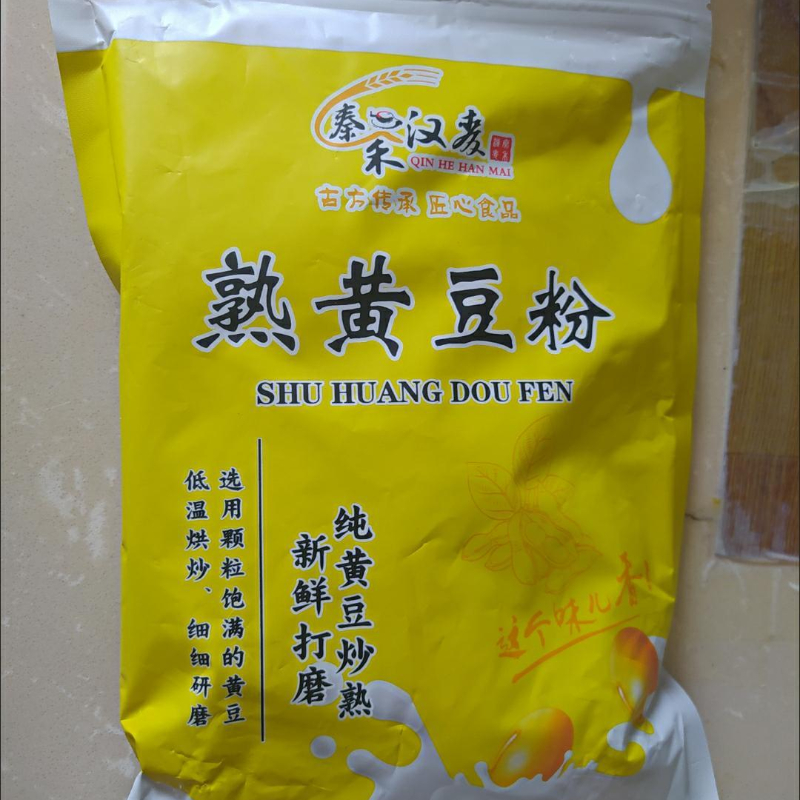 秦禾汉麦
QIN HE HAN MAI
古方传承 匠心食品
熟黄豆粉
SHU HUANG DOU FEN
纯黄豆炒熟
新鲜打磨
选用颗粒饱满的黄豆
低温烘炒、细细研磨
这个味儿香!